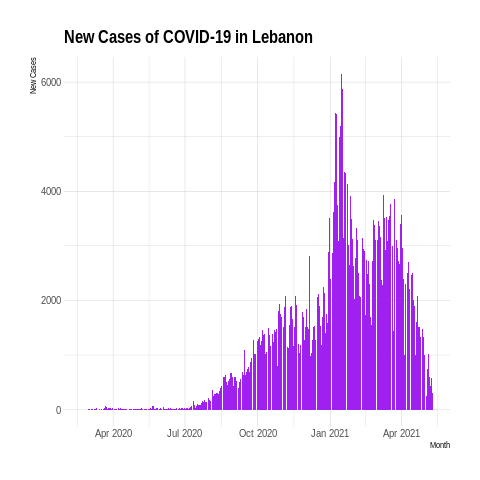 New Cases of COVID-19 in Lebanon
New Cases
6000
4000
2000
0
Apr 2020 Jul 2020 Oct 2020 Jan 2021 Apr 2021
Month